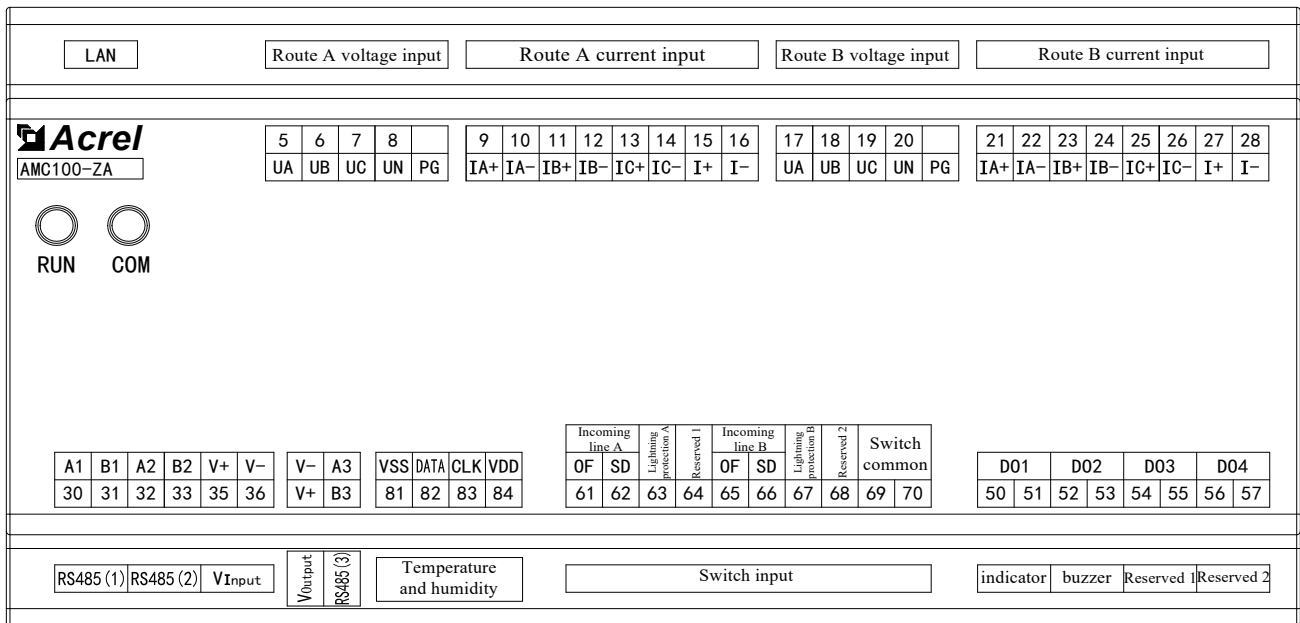 LAN Route A voltage input Route A current input Route B voltage input Route B current input
Acrel
AMC100-ZA
5 6 7 8 9 10 11 12 13 14 15 16 17 18 19 20 21 22 23 24 25 26 27 28
UA UB UC UN PG IA+ IA- IB+ IB- IC+ IC- I+ I- UA UB UC UN PG IA+ IA- IB+ IB- IC+ IC- I+ I-
RUN COM
Incoming line A
Lightning protection A
Reserved 1
Incoming line B
Lightning protection B
Reserved 2
Switch common
A1 B1 A2 B2 V+ V- V- A3 VSS DATA CLK VDD OF SD OF SD DO1 DO2 DO3 DO4
30 31 32 33 35 36 V+ B3 81 82 83 84 61 62 63 64 65 66 67 68 69 70 50 51 52 53 54 55 56 57
RS485(1) RS485(2) VInput
Voutput
RS485(3)
Temperature
and humidity
Switch input
indicator buzzer Reserved 1 Reserved 2